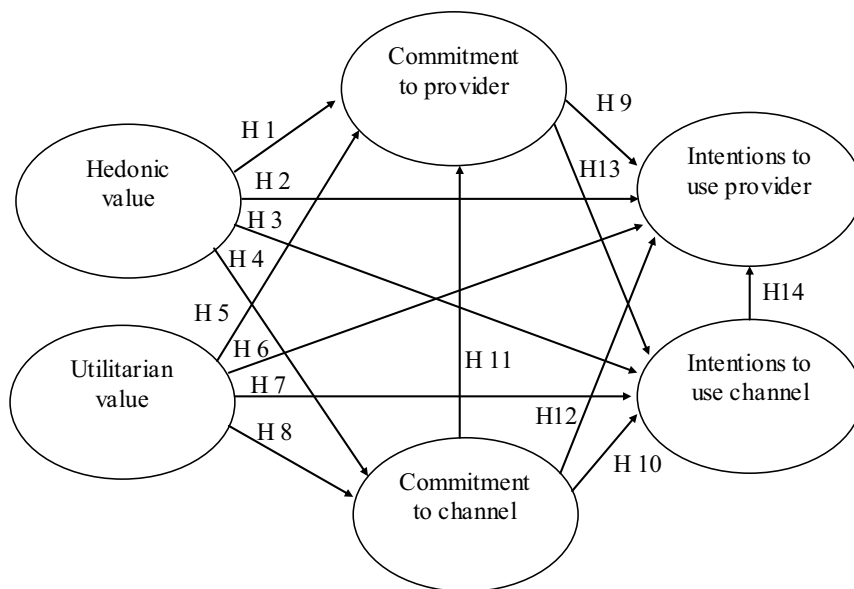 Commitment
to provider
H 9
H 1
Hedonic
value
H 2
H13
Intentions to
use provider
H 3
H 4
H14
H 5
Utilitarian
value
H 6
H 11
Intentions to
use channel
H 7
H12
H 8
H 10
Commitment
to channel